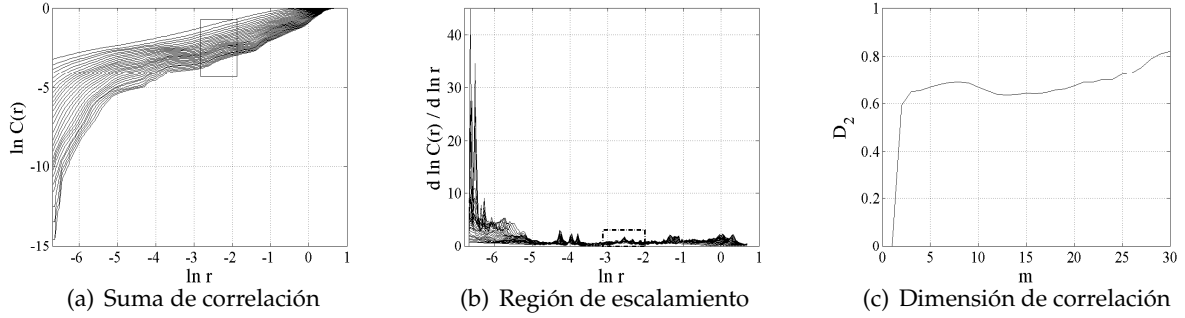 0
-5
-10
-15
ln C(r)
-6 -5 -4 -3 -2 -1 0 1
ln r
(a) Suma de correlación
40
30
20
10
0
d ln C(r) / d ln r
-6 -5 -4 -3 -2 -1 0 1
ln r
(b) Región de escalamiento
1
0.8
0.6
0.4
0.2
0
D2
0 5 10 15 20 25 30
m
(c) Dimensión de correlación